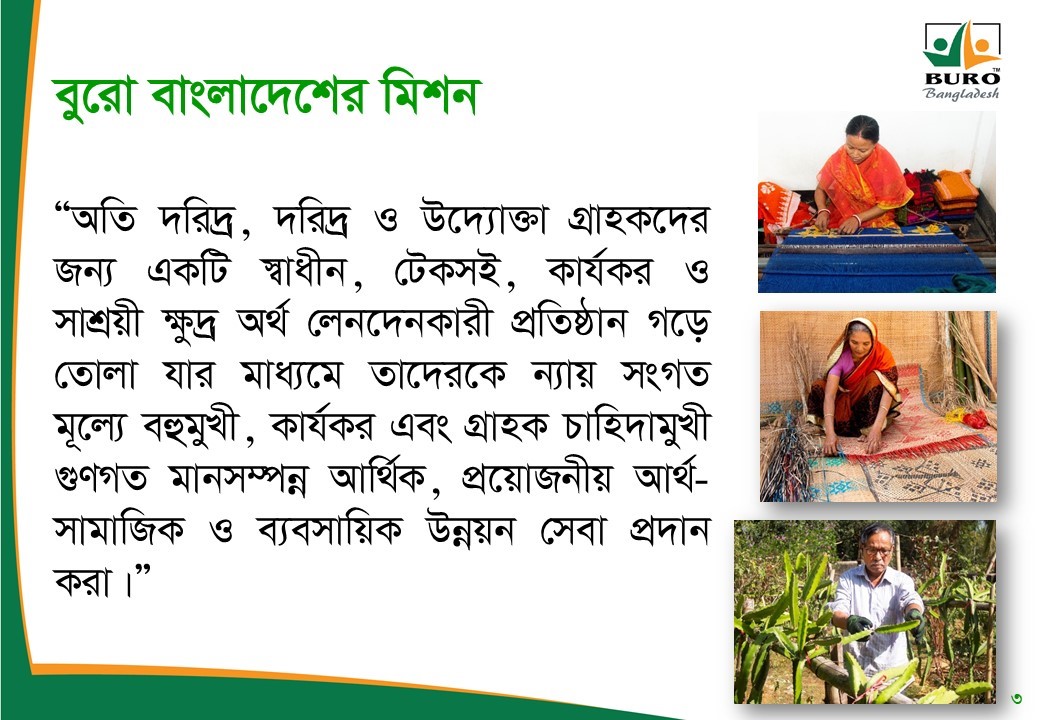 BURO™
Bangladesh
বুরো বাংলাদেশের মিশন
“অতি দরিদ্র, দরিদ্র ও উদ্যোক্তা গ্রাহকদের
জন্য একটি স্বাধীন, টেকসই, কার্যকর ও
সাশ্রয়ী ক্ষুদ্র অর্থ লেনদেনকারী প্রতিষ্ঠান গড়ে
তোলা যার মাধ্যমে তাদেরকে ন্যায় সংগত
মূল্যে বহুমুখী, কার্যকর এবং গ্রাহক চাহিদামুখী
গুণগত মানসম্পন্ন আর্থিক, প্রয়োজনীয় আর্থ-
সামাজিক ও ব্যবসায়িক উন্নয়ন সেবা প্রদান
করা।”
৩